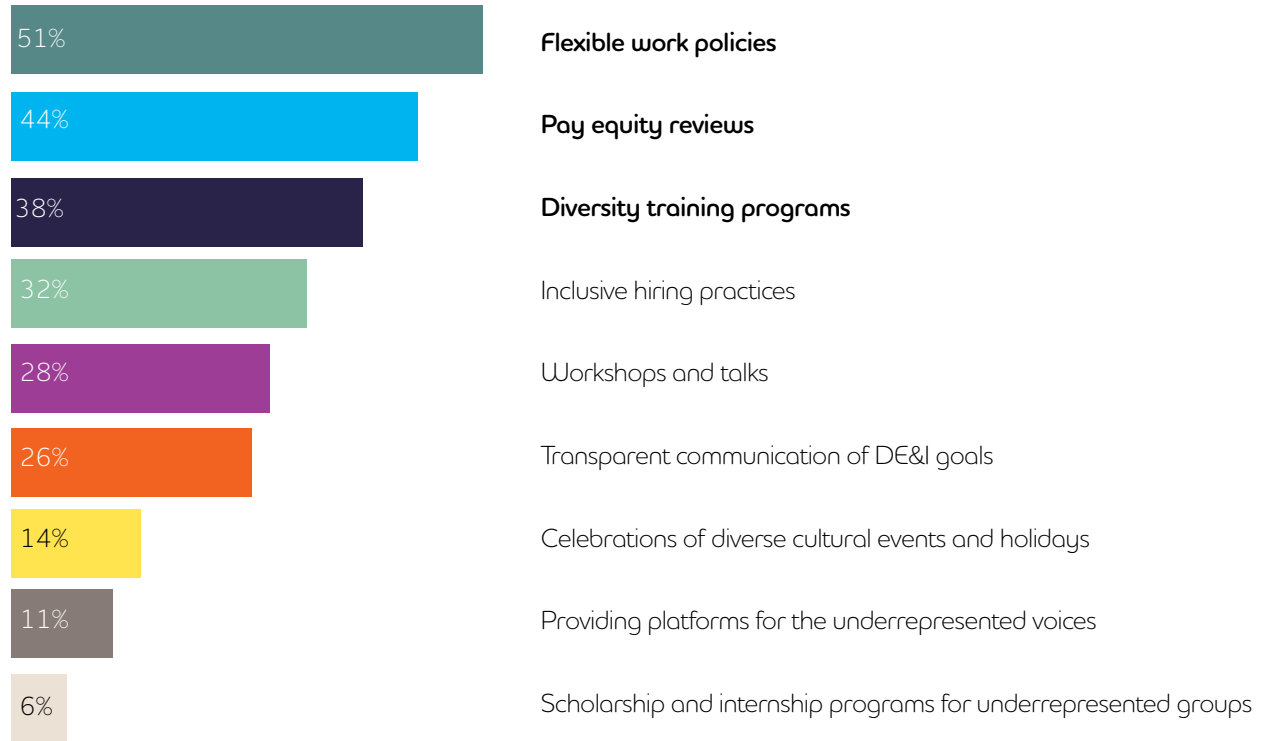 51% Flexible work policies
44% Pay equity reviews
38% Diversity training programs
32% Inclusive hiring practices
28% Workshops and talks
26% Transparent communication of DE&I goals
14% Celebrations of diverse cultural events and holidays
11% Providing platforms for the underrepresented voices
6% Scholarship and internship programs for underrepresented groups